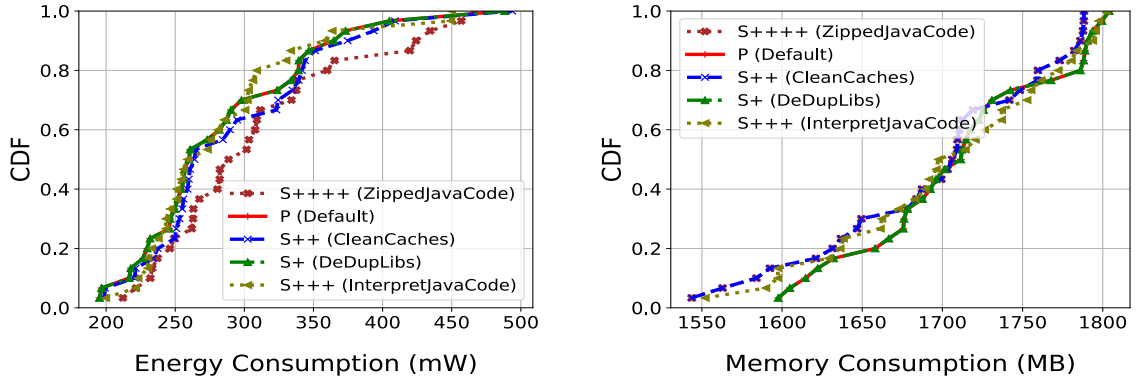 1.0
0.8
0.6
0.4
0.2
0.0
CDF
S++++ (ZippedJavaCode)
P (Default)
S++ (CleanCaches)
S+ (DeDupLibs)
S+++ (InterpretJavaCode)
200 250 300 350 400 450 500
Energy Consumption (mW)
1.0
0.8
0.6
0.4
0.2
0.0
CDF
S++++ (ZippedJavaCode)
P (Default)
S++ (CleanCaches)
S+ (DeDupLibs)
S+++ (InterpretJavaCode)
1550 1600 1650 1700 1750 1800
Memory Consumption (MB)